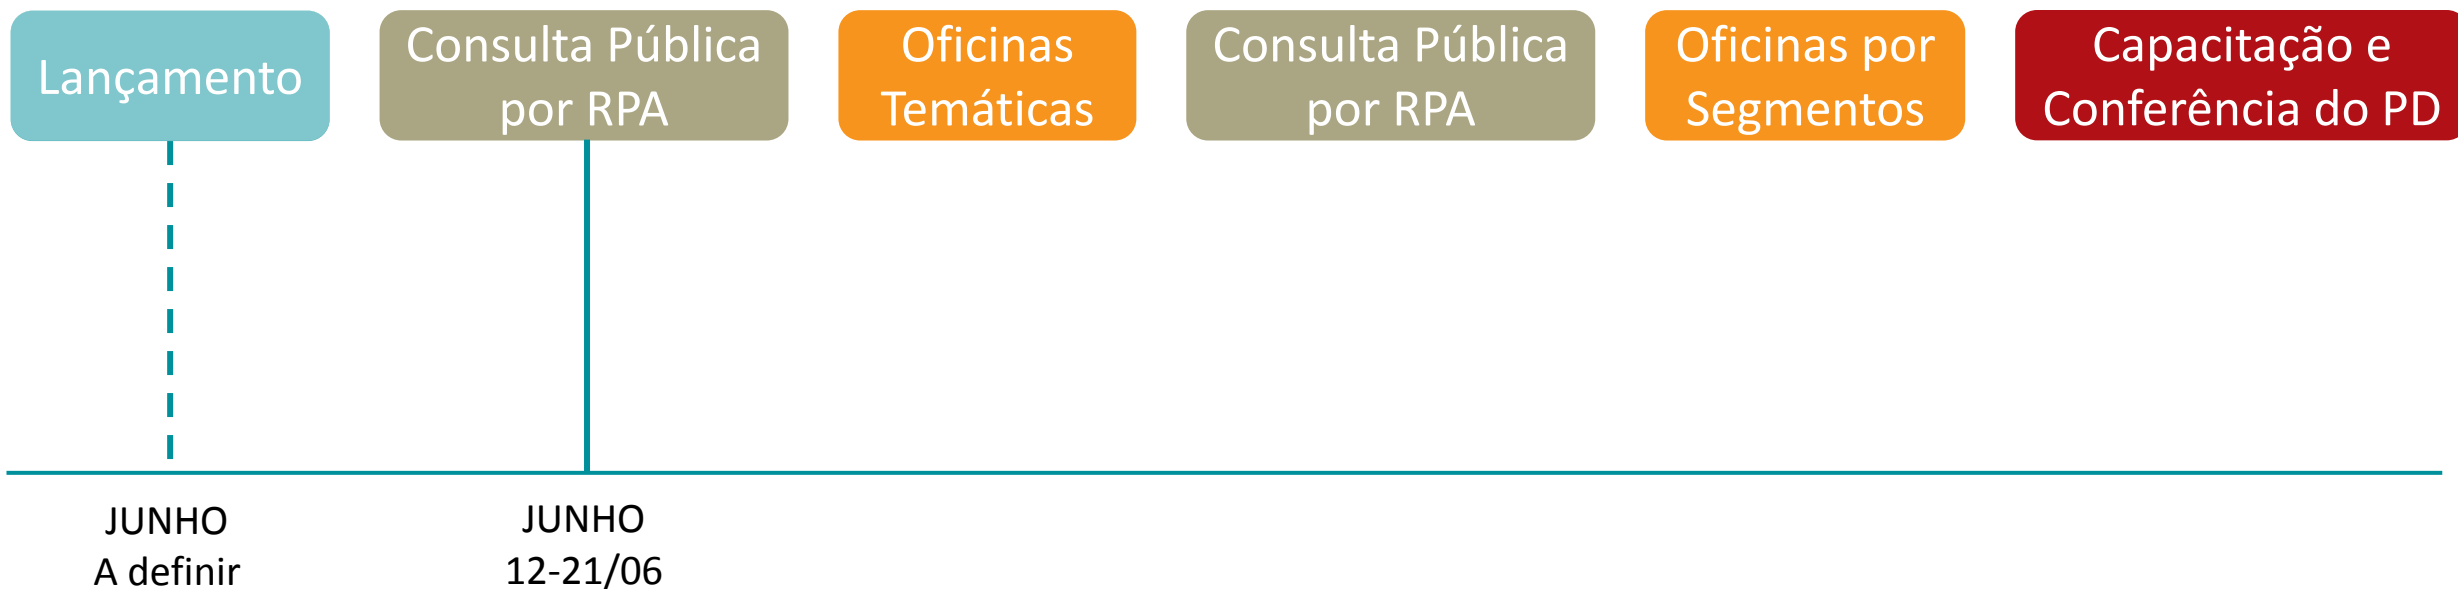 Lançamento
Consulta Pública
por RPA
Oficinas
Temáticas
Consulta Pública
por RPA
Oficinas por
Segmentos
Capacitação e
Conferência do PD
JUNHO
A definir
JUNHO
12-21/06